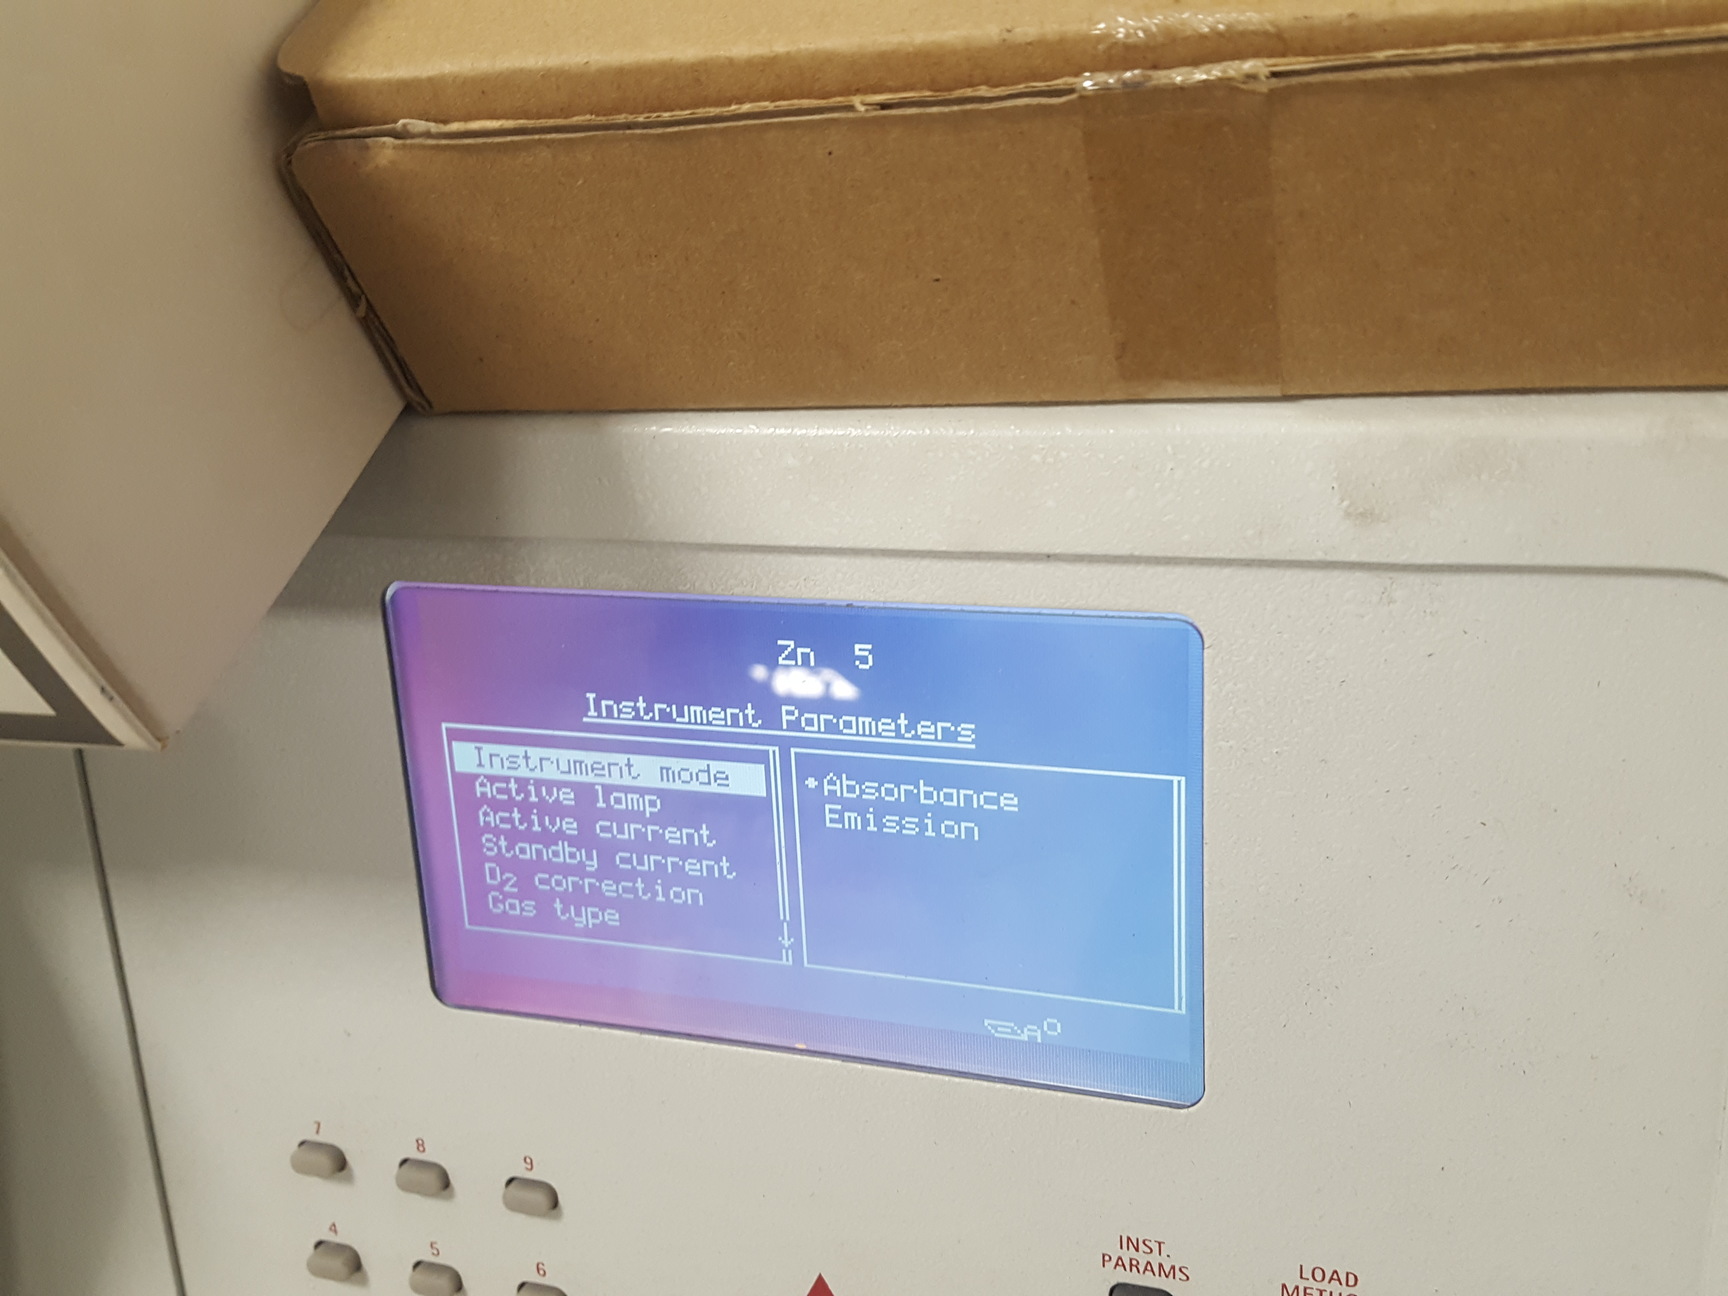 Zn 5
Instrument Parameters
Instrument mode
Active lamp
Active current
Standby current
D2 correction
Gas type
•Absorbance
Emission
7
8
9
4
5
6
INST.
PARAMS
LOAD